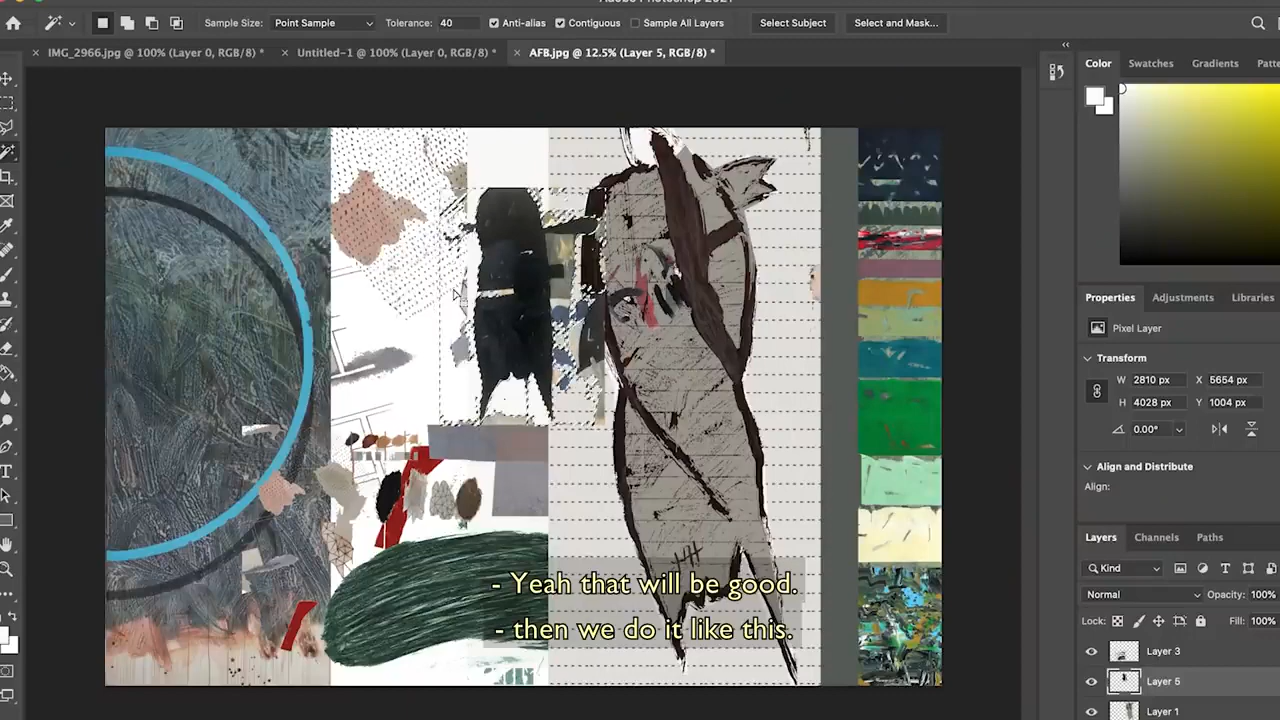 Sample Size: Point Sample Tolerance: 40 Anti-alias Contiguous Sample All Layers Select Subject Select and Mask...
IMG_2966.jpg @ 100% (Layer 0, RGB/8) * Untitled-1 @ 100% (Layer 0, RGB/8) * AFB.jpg @ 12.5% (Layer 5, RGB/8) *
Color Swatches Gradients
Properties Adjustments Libraries
Pixel Layer
Transform
W 2810 px X 5654 px
H 4028 px Y 1004 px
0.00°
Align and Distribute
Align:
Layers Channels Paths
Kind
Normal Opacity: 100%
Lock: Fill: 100%
Layer 3
Layer 5
Layer 1
- Yeah that will be good.
- then we do it like this.